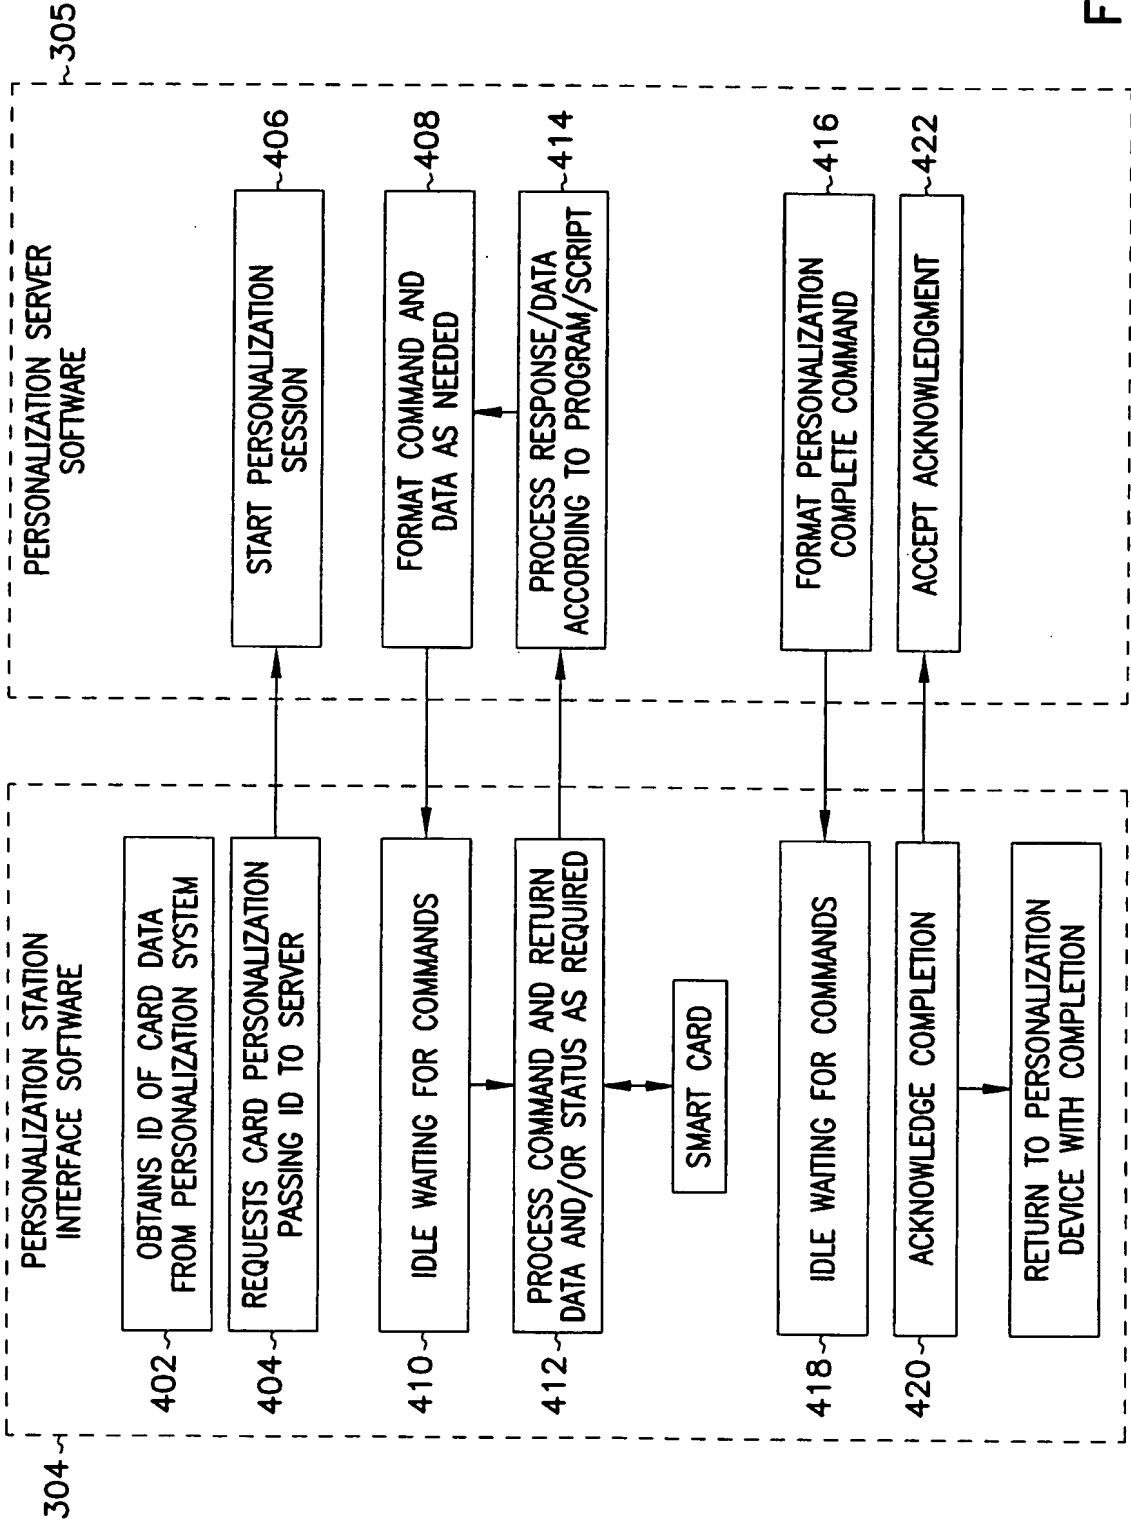 304
PERSONALIZATION STATION
INTERFACE SOFTWARE
402
OBTAINS ID OF CARD DATA
FROM PERSONALIZATION SYSTEM
404
REQUESTS CARD PERSONALIZATION
PASSING ID TO SERVER
410
IDLE WAITING FOR COMMANDS
412
PROCESS COMMAND AND RETURN
DATA AND/OR STATUS AS REQUIRED
SMART CARD
418
IDLE WAITING FOR COMMANDS
420
ACKNOWLEDGE COMPLETION
RETURN TO PERSONALIZATION
DEVICE WITH COMPLETION
305
PERSONALIZATION SERVER
SOFTWARE
START PERSONALIZATION
SESSION
406
FORMAT COMMAND AND
DATA AS NEEDED
408
PROCESS RESPONSE/DATA
ACCORDING TO PROGRAM/SCRIPT
414
FORMAT PERSONALIZATION
COMPLETE COMMAND
416
ACCEPT ACKNOWLEDGMENT
422
F